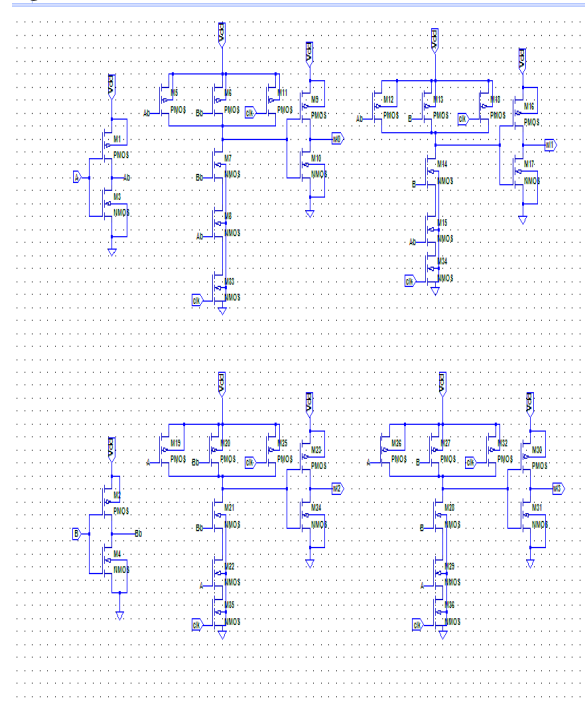 Vdd Vdd Vdd Vdd Vdd
M5 M6 M11 M9 M12 M13 M18 M16
PMOS PMOS PMOS PMOS PMOS PMOS PMOS PMOS
Ab Bb clk Ab B clk
M1
PMOS
M0
M1
M7 M10 M14 M17
NMOS NMOS NMOS NMOS
A Ab Bb B
M3
NMOS
M8 M15
NMOS NMOS
Ab Ab
M33 M34
NMOS NMOS
clk clk
Vdd Vdd Vdd Vdd Vdd
M19 M20 M25 M23 M26 M27 M32 M30
PMOS PMOS PMOS PMOS PMOS PMOS PMOS PMOS
A Bb clk A B clk
M2
PMOS
M2
M3
M21 M24 M28 M31
NMOS NMOS NMOS NMOS
B Bb Bb B
M4
NMOS
M22 M29
NMOS NMOS
A A
M35 M36
NMOS NMOS
clk clk